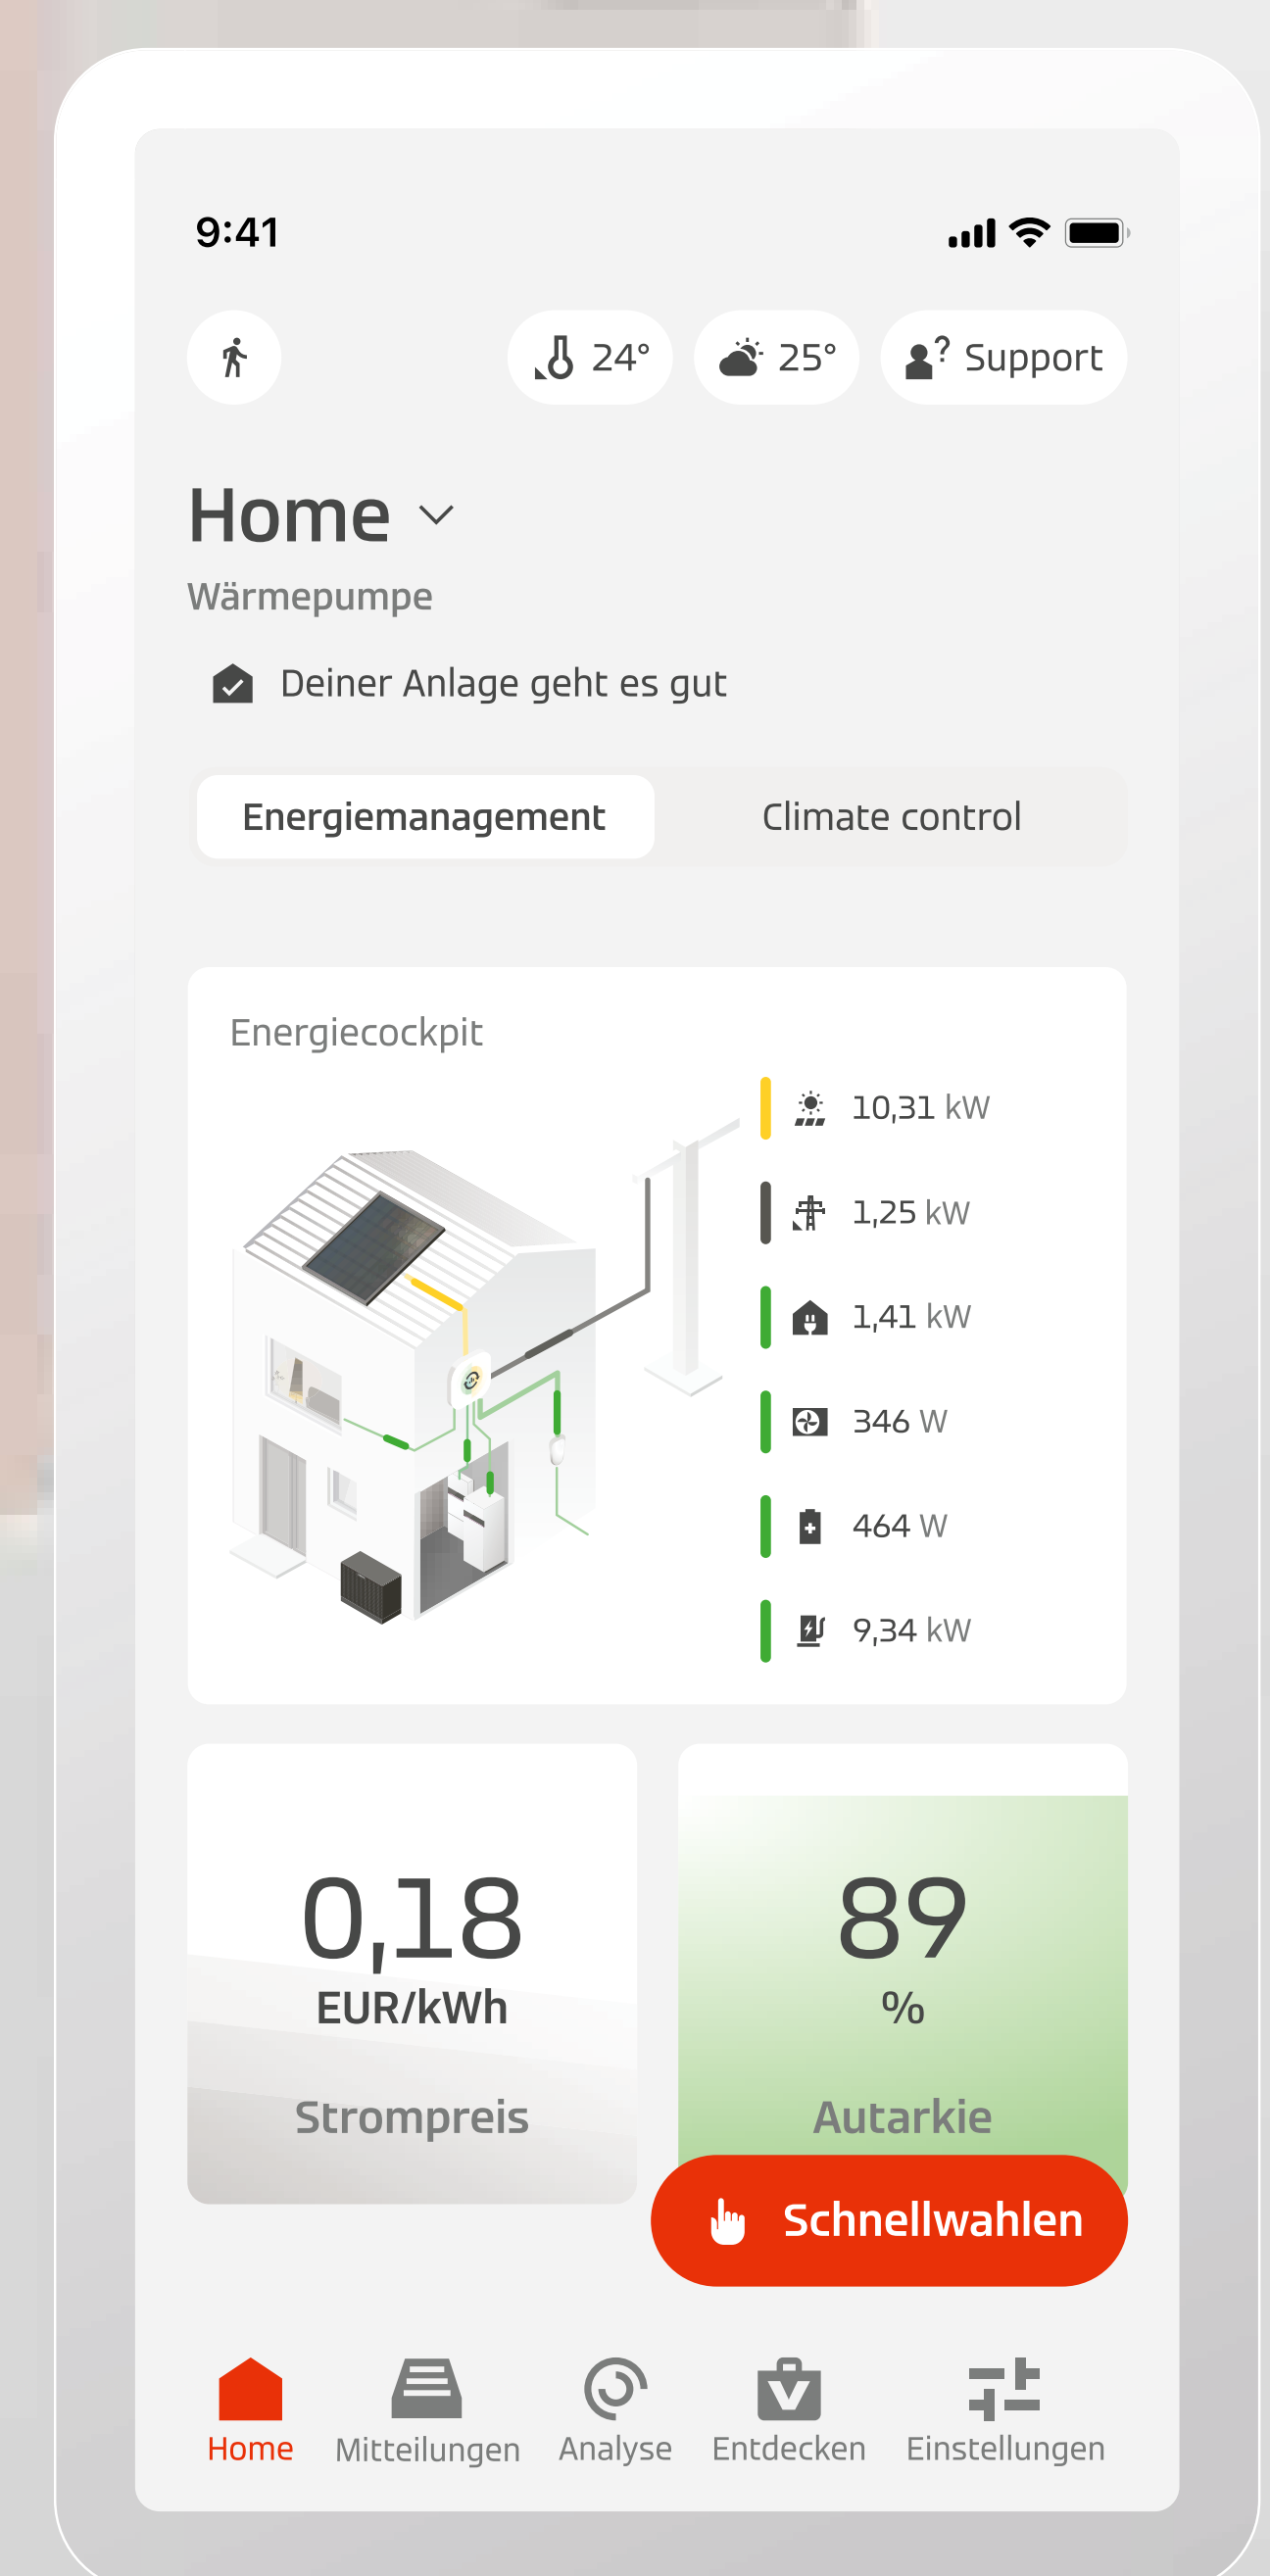 9:41
24°
25°
Support
Home
Wärmepumpe
Deiner Anlage geht es gut
Energiemanagement
Climate control
Energiecockpit
10,31 kW
1,25 kW
1,41 kW
346 W
464 W
9,34 kW
0,18
EUR/kWh
Strompreis
89
%
Autarkie
Schnellwahlen
Home
Mitteilungen
Analyse
Entdecken
Einstellungen